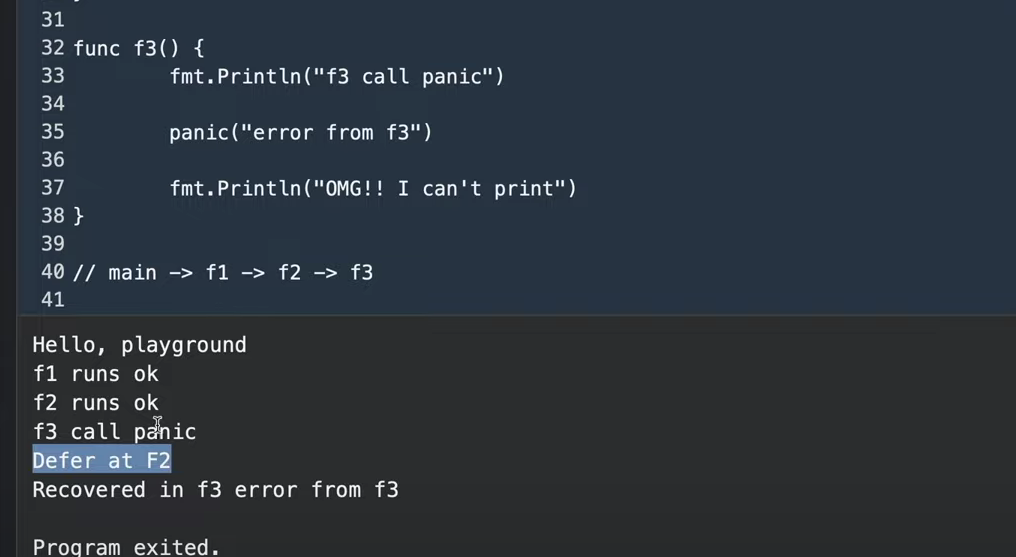 31
32 func f3() {
33 fmt.Println("f3 call panic")
34
35 panic("error from f3")
36
37 fmt.Println("OMG!! I can't print")
38 }
39
40 // main -> f1 -> f2 -> f3
41
Hello, playground
f1 runs ok
f2 runs ok
f3 call panic
Defer at F2
Recovered in f3 error from f3
Program exited.